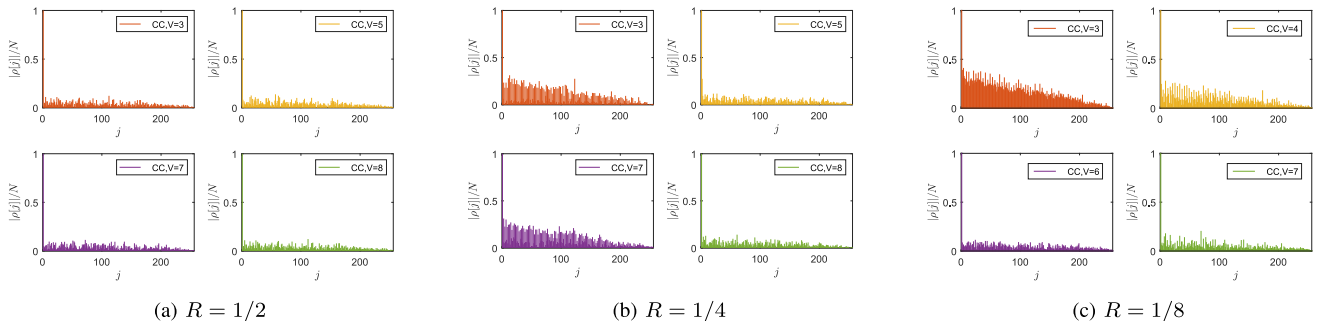 1
0.5
0
|ρ[j]|/N
0 100 200
j
CC,V=3
1
0.5
0
|ρ[j]|/N
0 100 200
j
CC,V=5
1
0.5
0
|ρ[j]|/N
0 100 200
j
CC,V=3
1
0.5
0
|ρ[j]|/N
0 100 200
j
CC,V=5
1
0.5
0
|ρ[j]|/N
0 100 200
j
CC,V=3
1
0.5
0
|ρ[j]|/N
0 100 200
j
CC,V=4
1
0.5
0
|ρ[j]|/N
0 100 200
j
CC,V=7
1
0.5
0
|ρ[j]|/N
0 100 200
j
CC,V=8
1
0.5
0
|ρ[j]|/N
0 100 200
j
CC,V=7
1
0.5
0
|ρ[j]|/N
0 100 200
j
CC,V=8
1
0.5
0
|ρ[j]|/N
0 100 200
j
CC,V=6
1
0.5
0
|ρ[j]|/N
0 100 200
j
CC,V=7
(a) R = 1/2
(b) R = 1/4
(c) R = 1/8